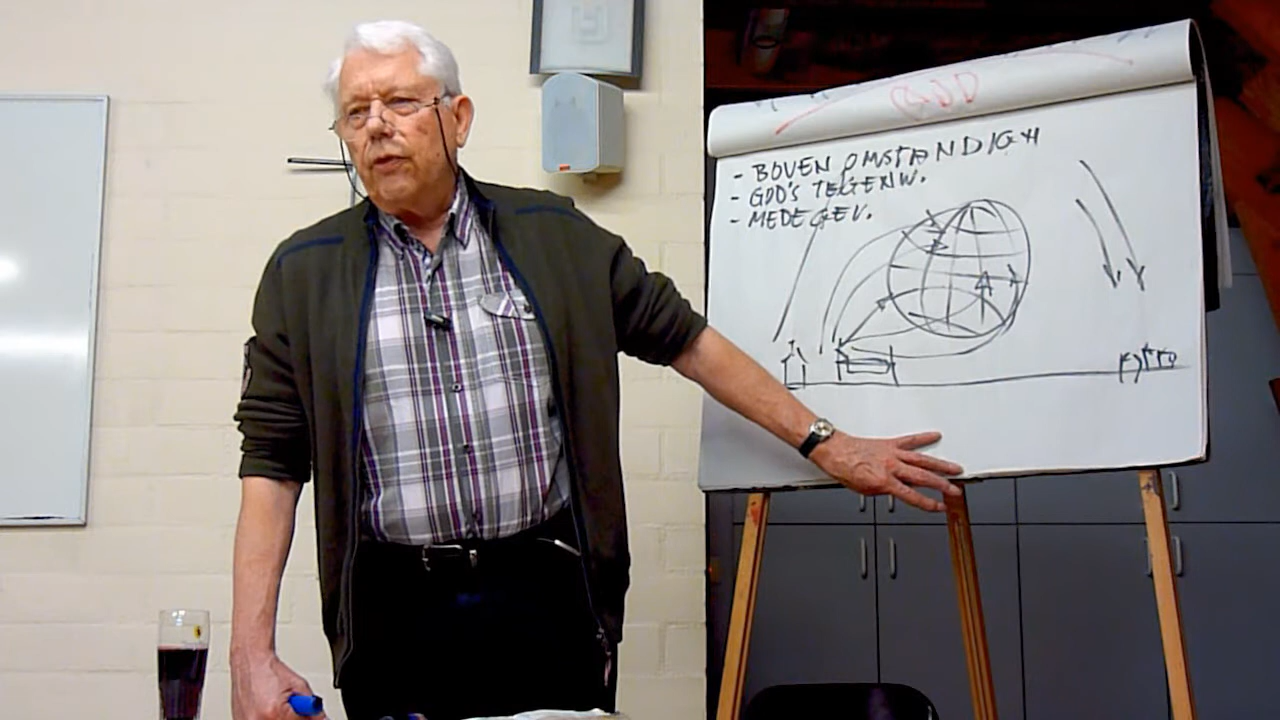 GOD
- BOVEN OMSTANDIGH
- GOD'S TEGENW.
- MEDEGEV.